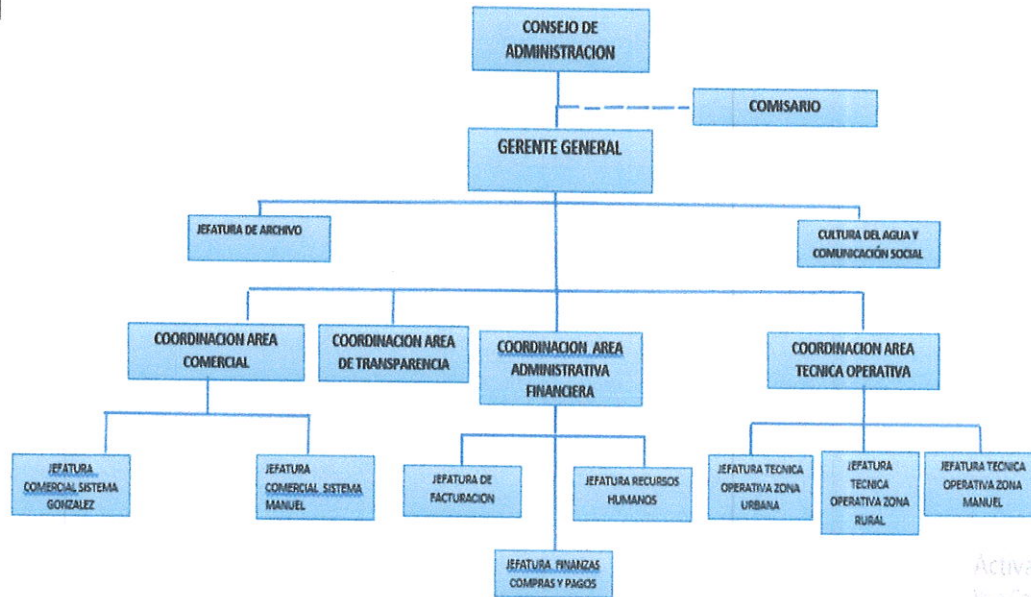 CONSEJO DE
ADMINISTRACION
COMISARIO
GERENTE GENERAL
JEFATURA DE ARCHIVO
CULTURA DEL AGUA Y
COMUNICACIÓN SOCIAL
COORDINACION AREA
COMERCIAL
COORDINACION AREA
DE TRANSPARENCIA
COORDINACION AREA
ADMINISTRATIVA
FINANCIERA
COORDINACION AREA
TECNICA OPERATIVA
JEFATURA
COMERCIAL SISTEMA
GONZALEZ
JEFATURA
COMERCIAL SISTEMA
MANUEL
JEFATURA DE
FACTURACION
JEFATURA RECURSOS
HUMANOS
JEFATURA TECNICA
OPERATIVA ZONA
URBANA
JEFATURA
TECNICA
OPERATIVA ZONA
RURAL
JEFATURA TECNICA
OPERATIVA ZONA
MANUEL
JEFATURA FINANZAS
COMPRAS Y PAGOS